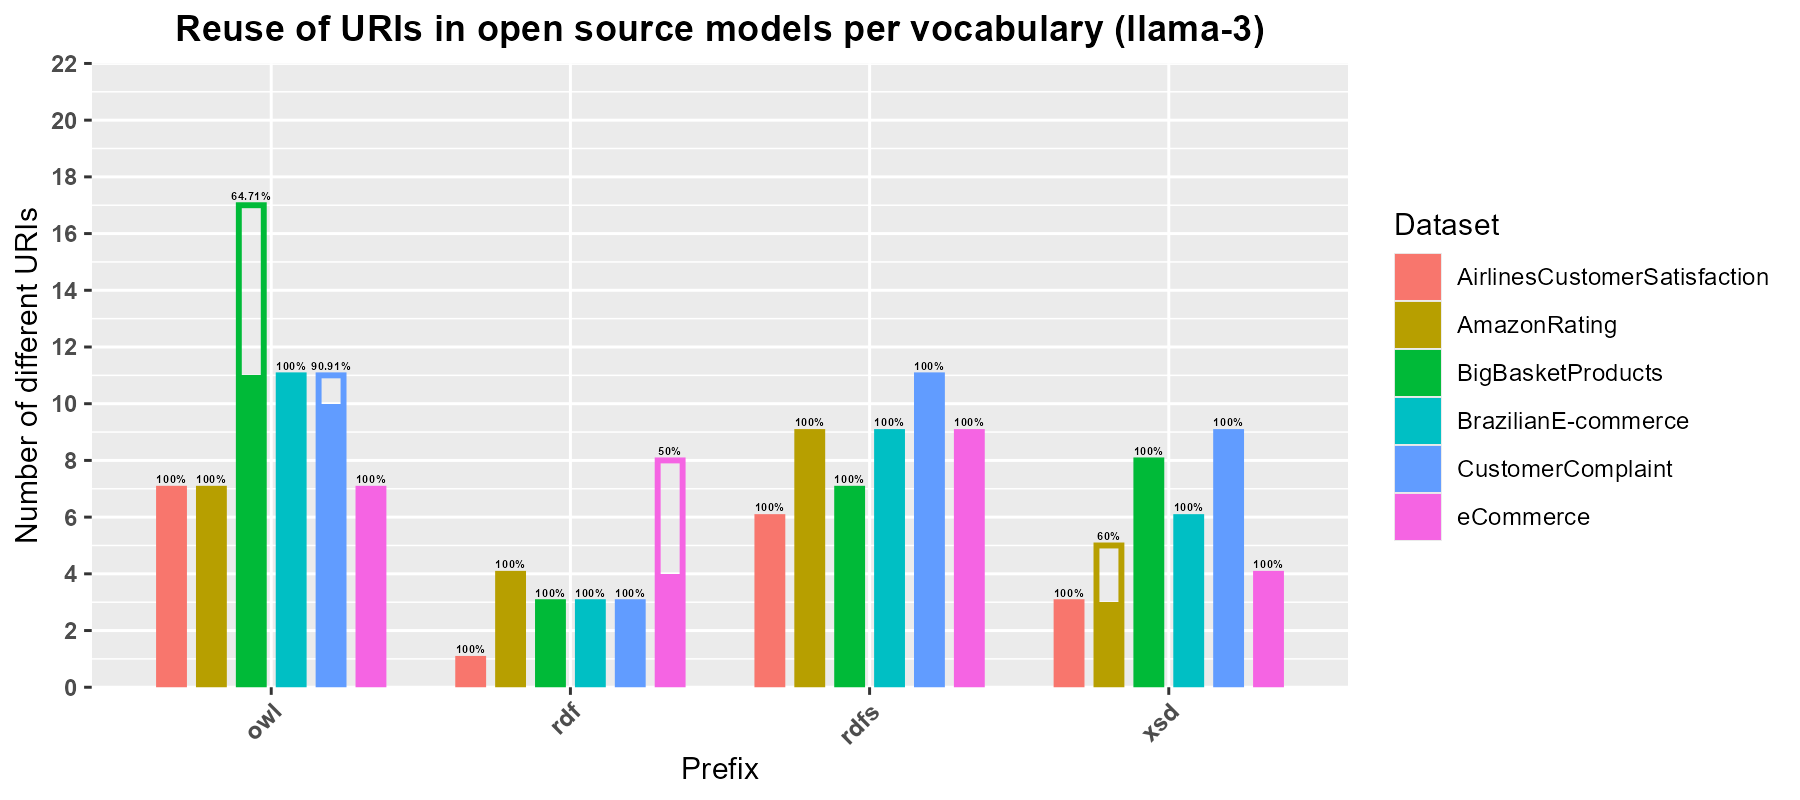 Reuse of URIs in open source models per vocabulary (llama-3)
Number of different URIs
22
20
18
16
14
12
10
8
6
4
2
0
100%
100%
64.71%
100%
90.91%
100%
100%
100%
100%
100%
100%
50%
100%
100%
100%
100%
100%
100%
100%
60%
100%
100%
100%
100%
owl
rdf
rdfs
xsd
Prefix
Dataset
AirlinesCustomerSatisfaction
AmazonRating
BigBasketProducts
BrazilianE-commerce
CustomerComplaint
eCommerce